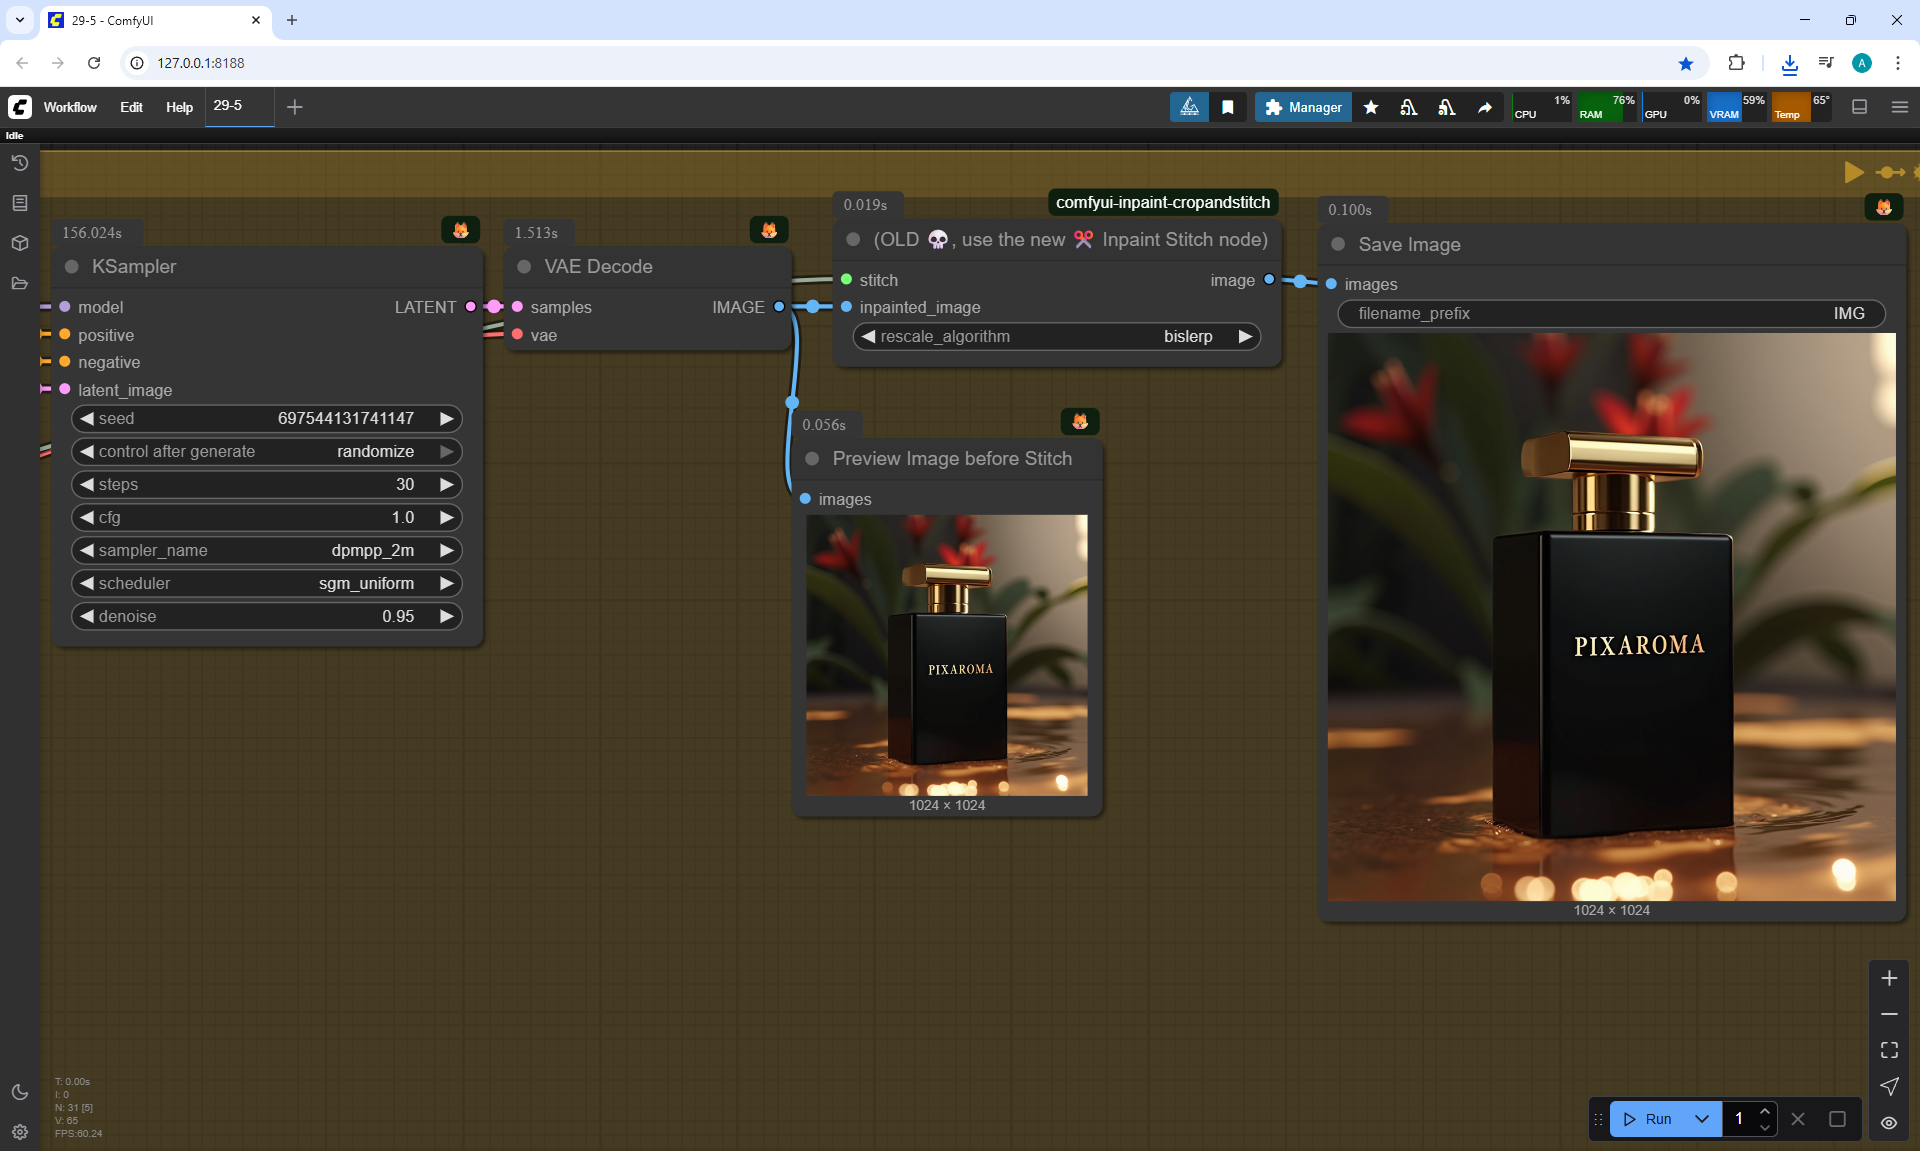 29-5 - ComfyUI
127.0.0.1:8188
A
Workflow Edit Help 29-5
Manager
CPU 1% RAM 76% GPU 0% VRAM 59% Temp 65°
Idle
156.024s
KSampler
model LATENT
positive
negative
latent_image
seed 697544131741147
control after generate randomize
steps 30
cfg 1.0
sampler_name dpmpp_2m
scheduler sgm_uniform
denoise 0.95
1.513s
VAE Decode
samples IMAGE
vae
0.019s
comfyui-inpaint-cropandstitch
(OLD 💀, use the new ✂️ Inpaint Stitch node)
stitch image
inpainted_image
rescale_algorithm bislerp
0.056s
Preview Image before Stitch
images
PIXAROMA
1024 × 1024
0.100s
Save Image
images
filename_prefix IMG
PIXAROMA
1024 × 1024
T: 0.00s
I: 0
N: 31 [5]
V: 65
FPS:60.24
Run 1